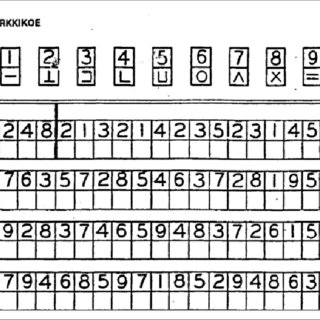 RKKIKOE
1 2 3 4 5 6 7 8 9
− ⊥ ⊐ L ⊔ O ∧ X =
2 4 8 2 1 3 2 1 4 2 3 5 2 3 1 4 5
7 6 3 5 7 2 8 5 4 6 3 7 2 8 1 9 5
9 2 8 3 7 4 6 5 9 4 8 3 7 2 6 1 5
7 9 4 6 8 5 9 7 1 8 5 2 9 4 8 6 3